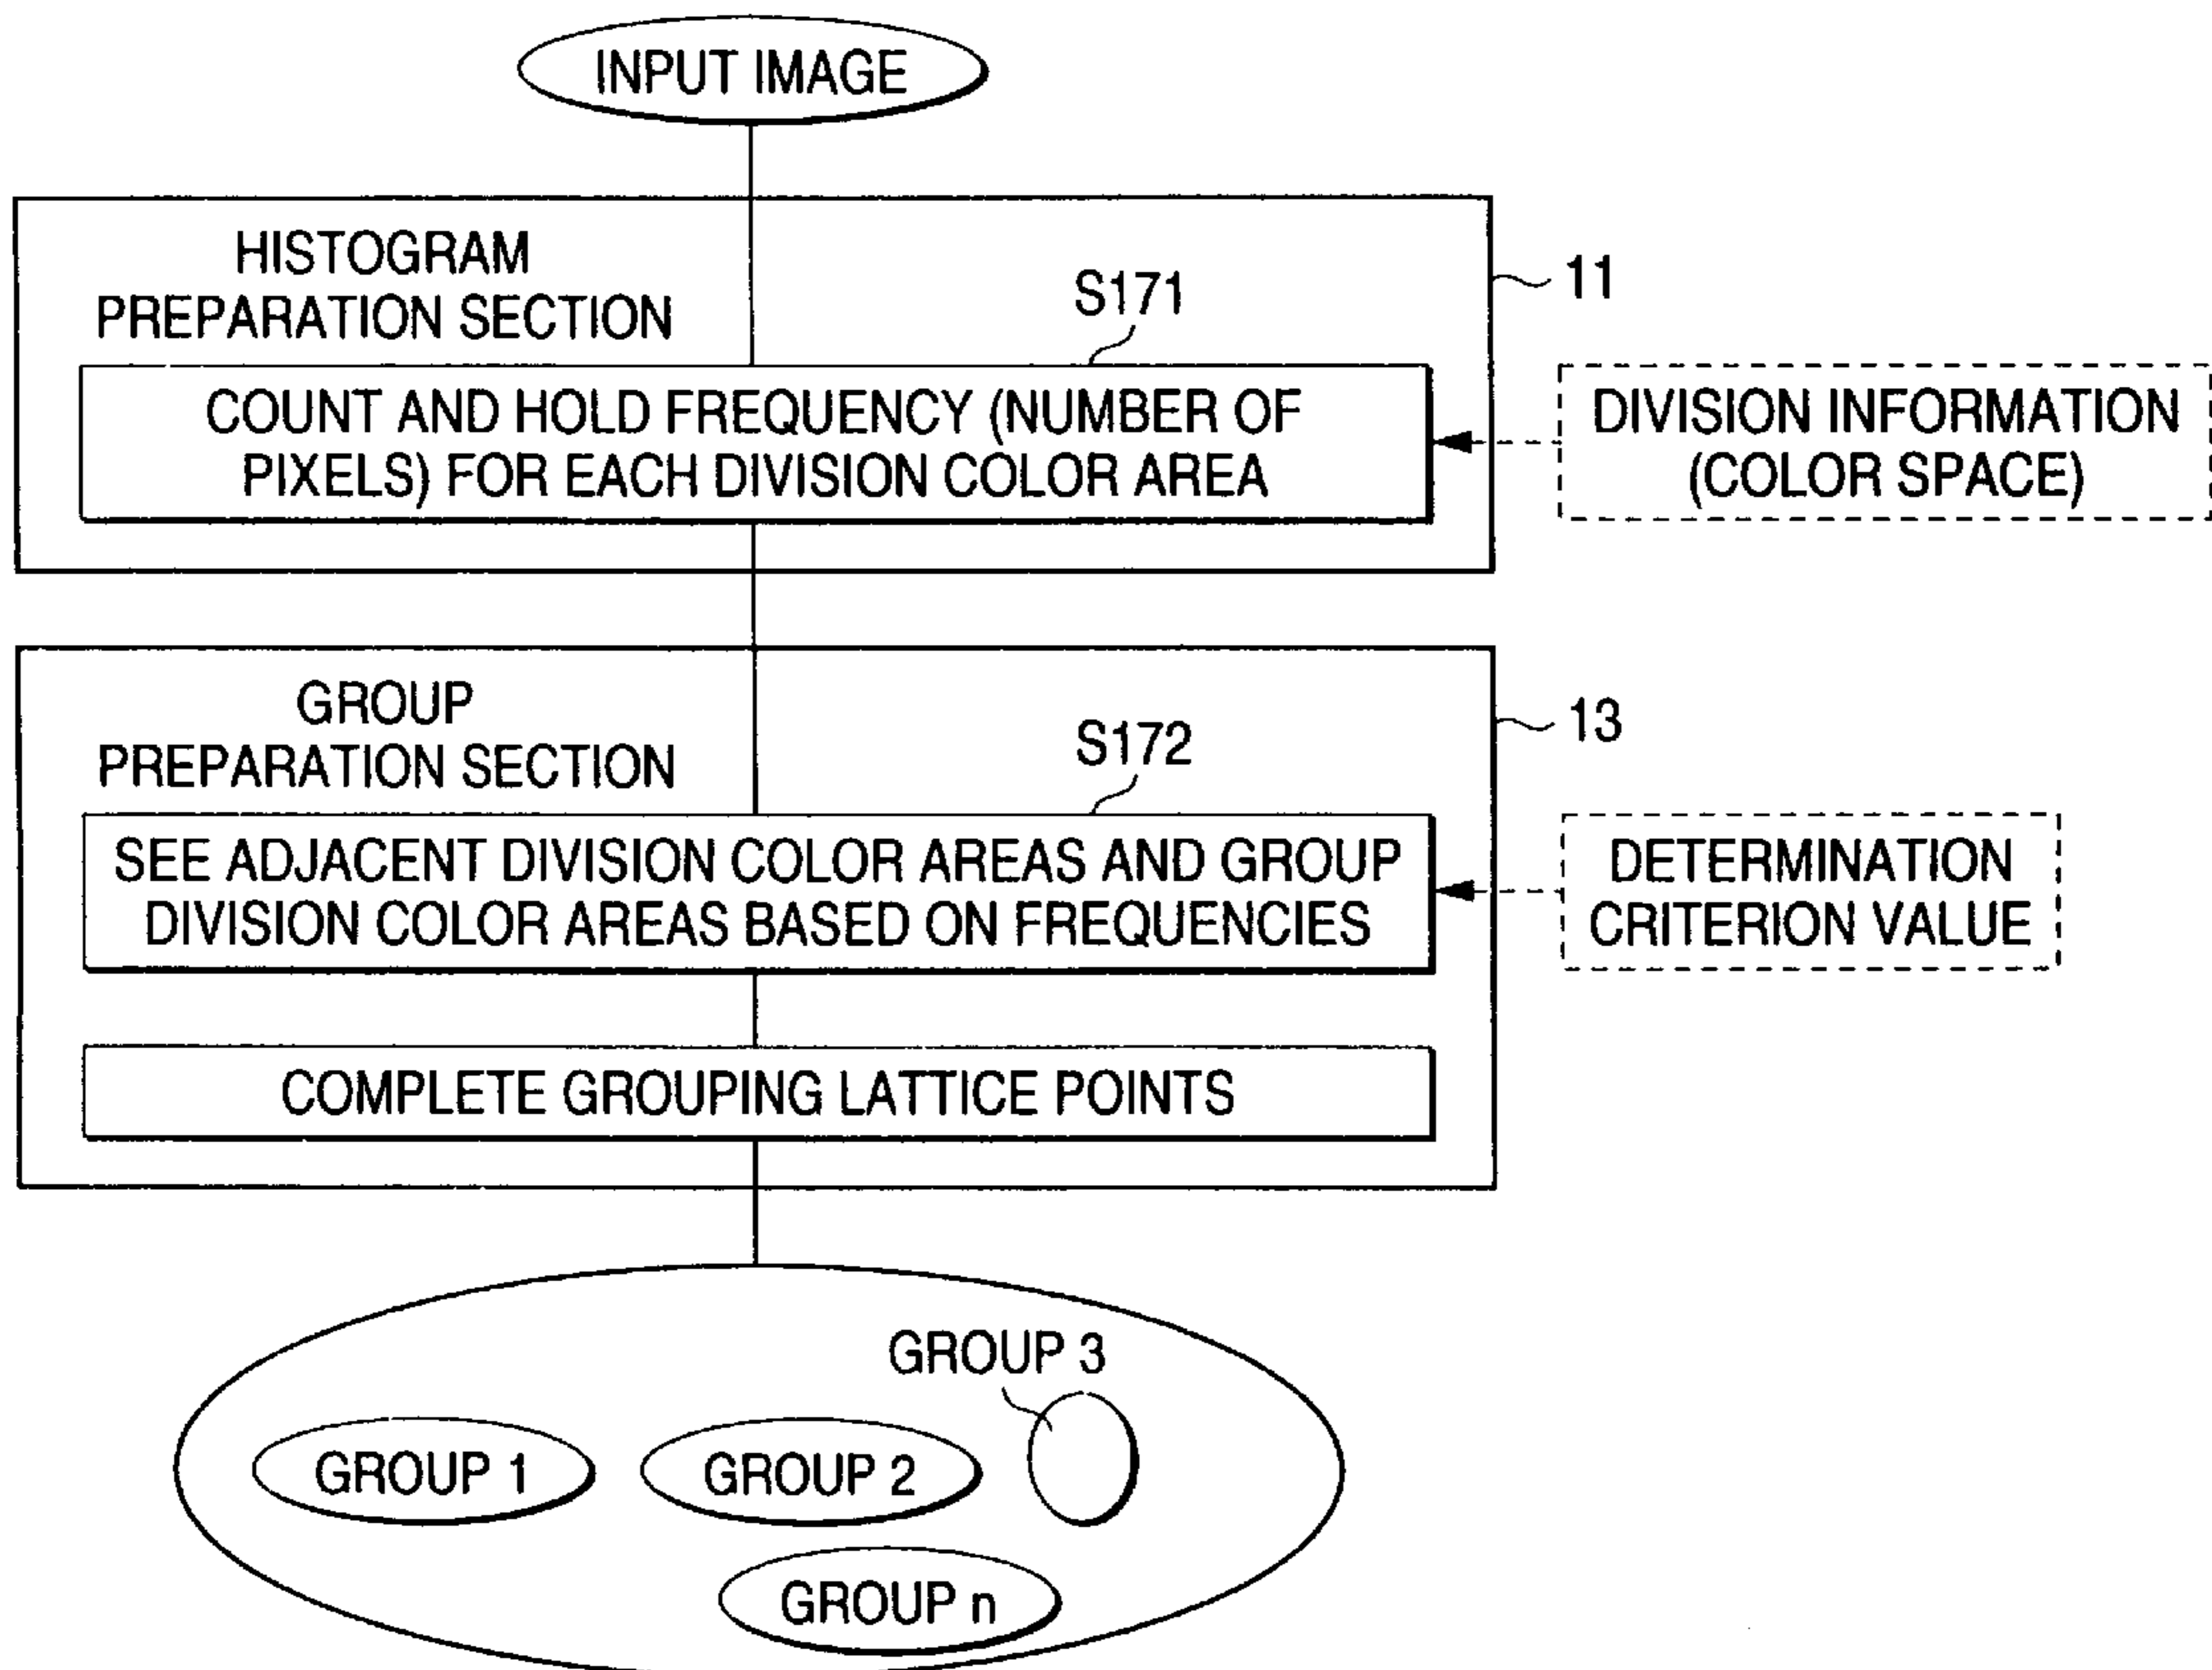 INPUT IMAGE
HISTOGRAM
PREPARATION SECTION
11
S171
COUNT AND HOLD FREQUENCY (NUMBER OF
PIXELS) FOR EACH DIVISION COLOR AREA
DIVISION INFORMATION
(COLOR SPACE)
GROUP
PREPARATION SECTION
13
S172
SEE ADJACENT DIVISION COLOR AREAS AND GROUP
DIVISION COLOR AREAS BASED ON FREQUENCIES
DETERMINATION
CRITERION VALUE
COMPLETE GROUPING LATTICE POINTS
GROUP 3
GROUP 1
GROUP 2
GROUP n